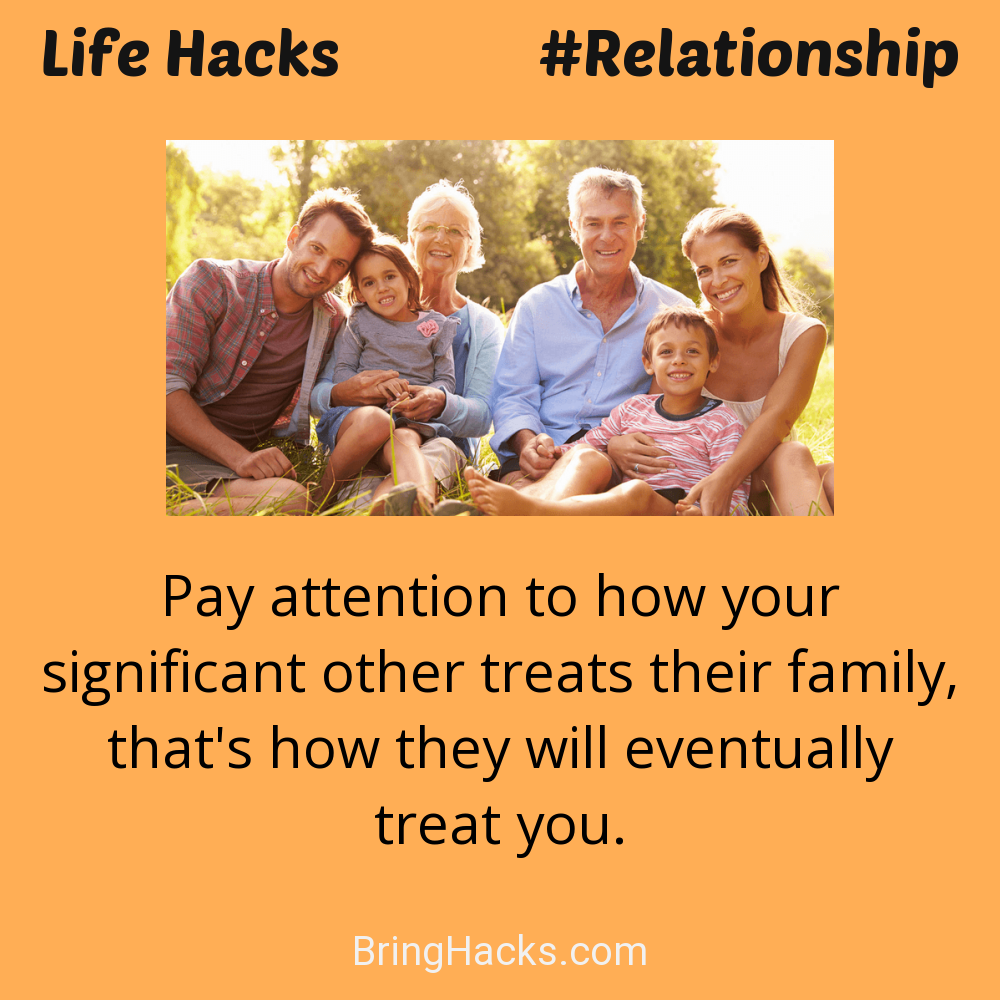 Life Hacks #Relationship
Pay attention to how your
significant other treats their family,
that's how they will eventually
treat you.
BringHacks.com